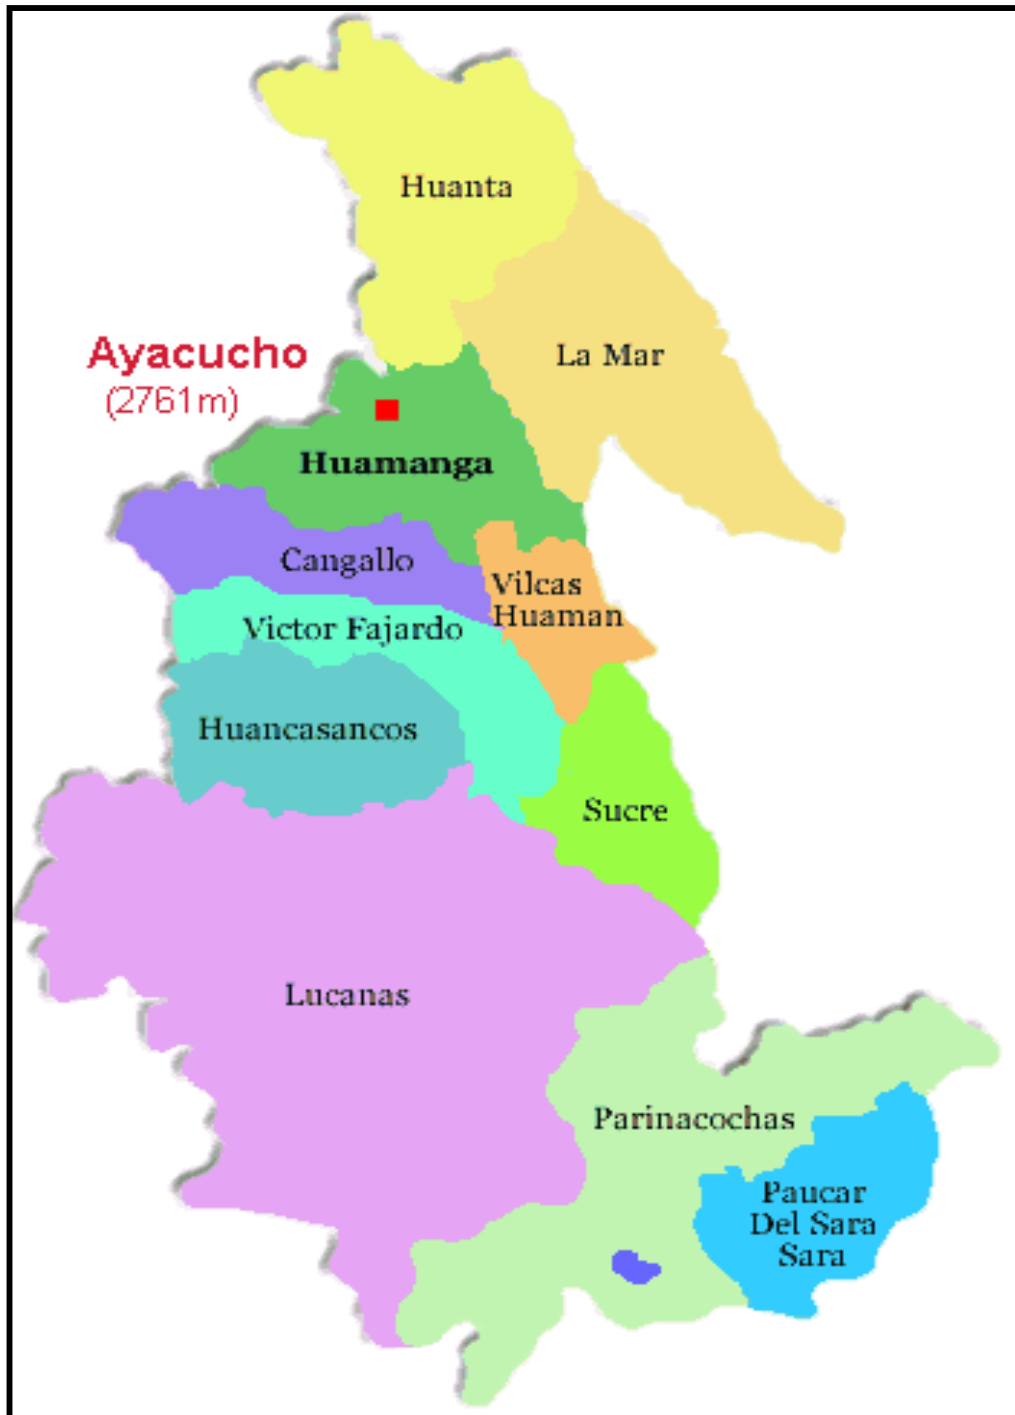 Huanta
La Mar
Ayacucho
(2761m)
Huamanga
Cangallo
Vilcas
Huaman
Victor Fajardo
Huancasancos
Sucre
Lucanas
Parinacochas
Paucar
Del Sara
Sara